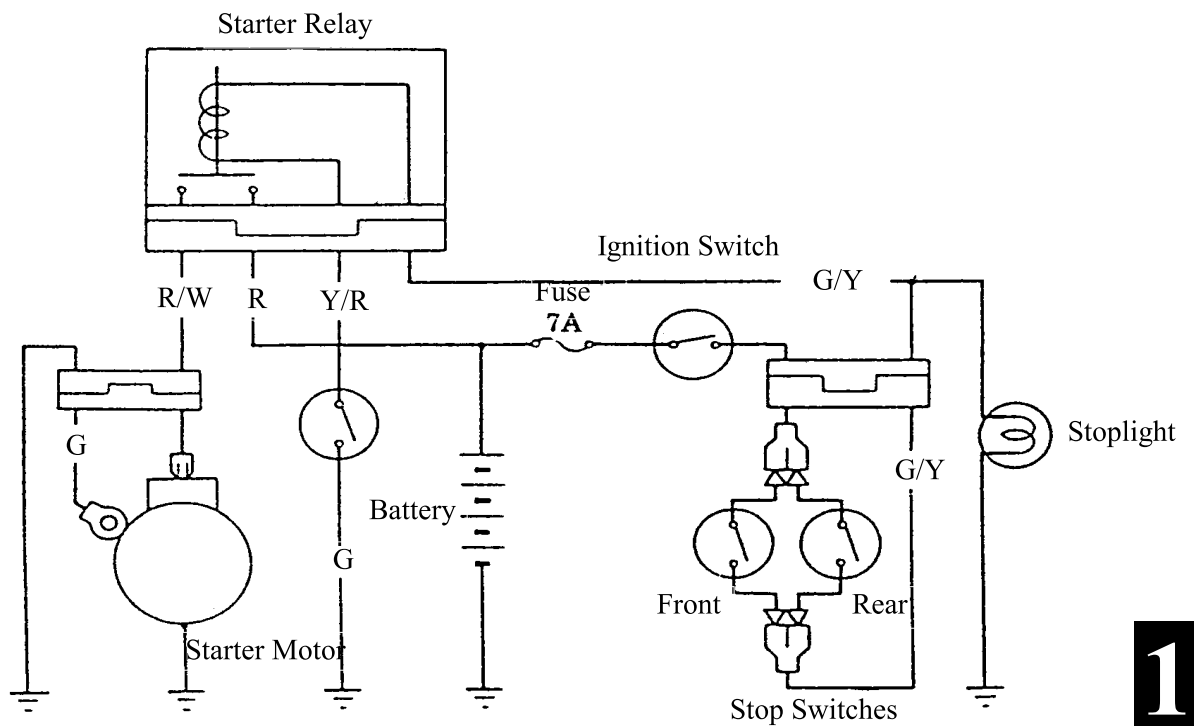 Starter Relay
Ignition Switch
G/Y
R/W
R
Y/R
Fuse
7A
G
Stoplight
G/Y
Battery
G
Front
Rear
Starter Motor
Stop Switches
1